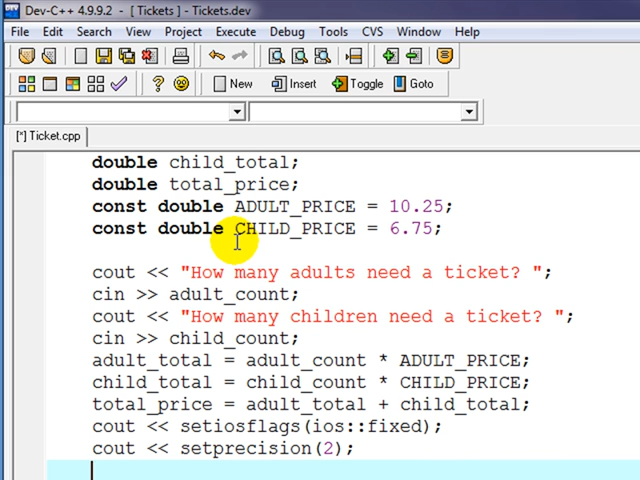 Dev-C++ 4.9.9.2 - [ Tickets ] - Tickets.dev
File Edit Search View Project Execute Debug Tools CVS Window Help
New Insert Toggle Goto
[*] Ticket.cpp
double child_total;
double total_price;
const double ADULT_PRICE = 10.25;
const double CHILD_PRICE = 6.75;
cout << "How many adults need a ticket? ";
cin >> adult_count;
cout << "How many children need a ticket? ";
cin >> child_count;
adult_total = adult_count * ADULT_PRICE;
child_total = child_count * CHILD_PRICE;
total_price = adult_total + child_total;
cout << setiosflags(ios::fixed);
cout << setprecision(2);